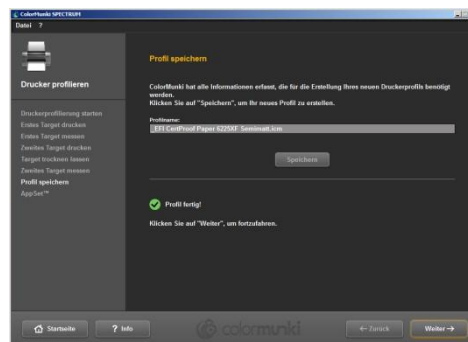 ColorMunki SPECTRUM
Datei ?
Drucker profilieren
Druckerprofilierung starten
Erstes Target drucken
Erstes Target messen
Zweites Target drucken
Target trocknen lassen
Zweites Target messen
Profil speichern
AppSet™
Profil speichern
ColorMunki hat alle Informationen erfasst, die für die Erstellung Ihres neuen Druckerprofils benötigt
werden.
Klicken Sie auf "Speichern", um Ihr neues Profil zu erstellen.
Profilname:
_EFI CertProof Paper 6225XF Semimatt.icm
Speichern
Profil fertig!
Klicken Sie auf "Weiter", um fortzufahren.
Startseite
? Info
colormunki
← Zurück
Weiter →